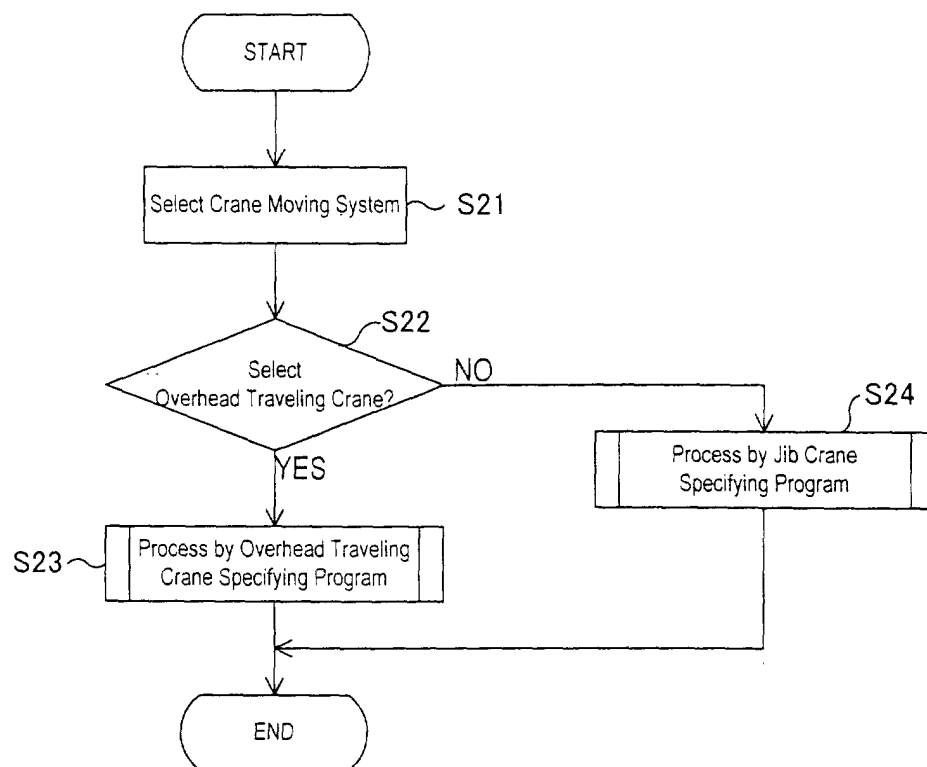 START
Select Crane Moving System
S21
S22
Select
Overhead Traveling Crane?
NO
YES
S24
Process by Jib Crane
Specifying Program
S23
Process by Overhead Traveling
Crane Specifying Program
END